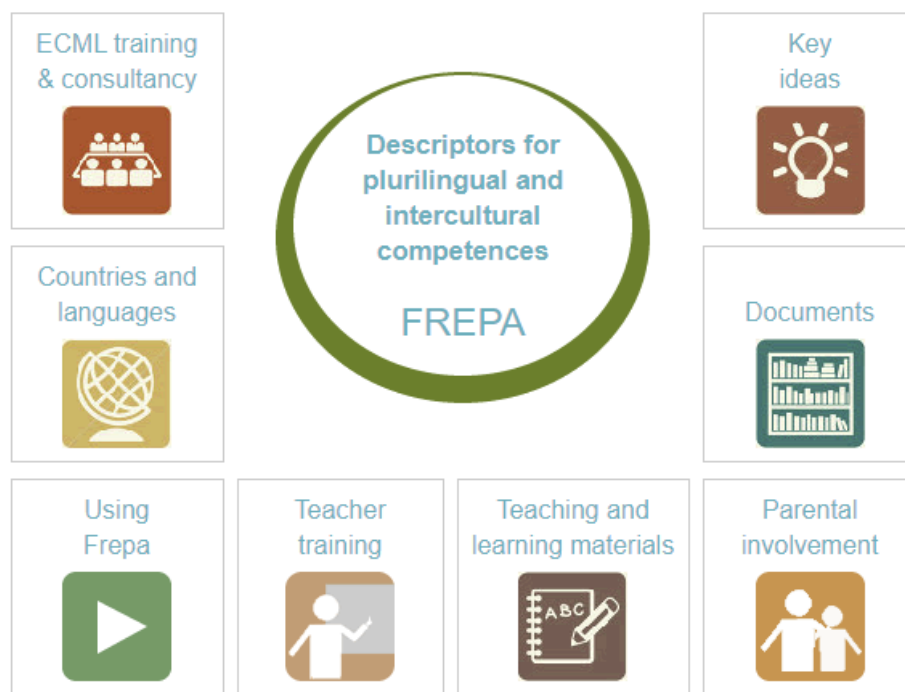 ECML training
& consultancy
Descriptors for
plurilingual and
intercultural
competences
FREPA
Key
ideas
Countries and
languages
Documents
Using
Frepa
Teacher
training
Teaching and
learning materials
ABC
Parental
involvement